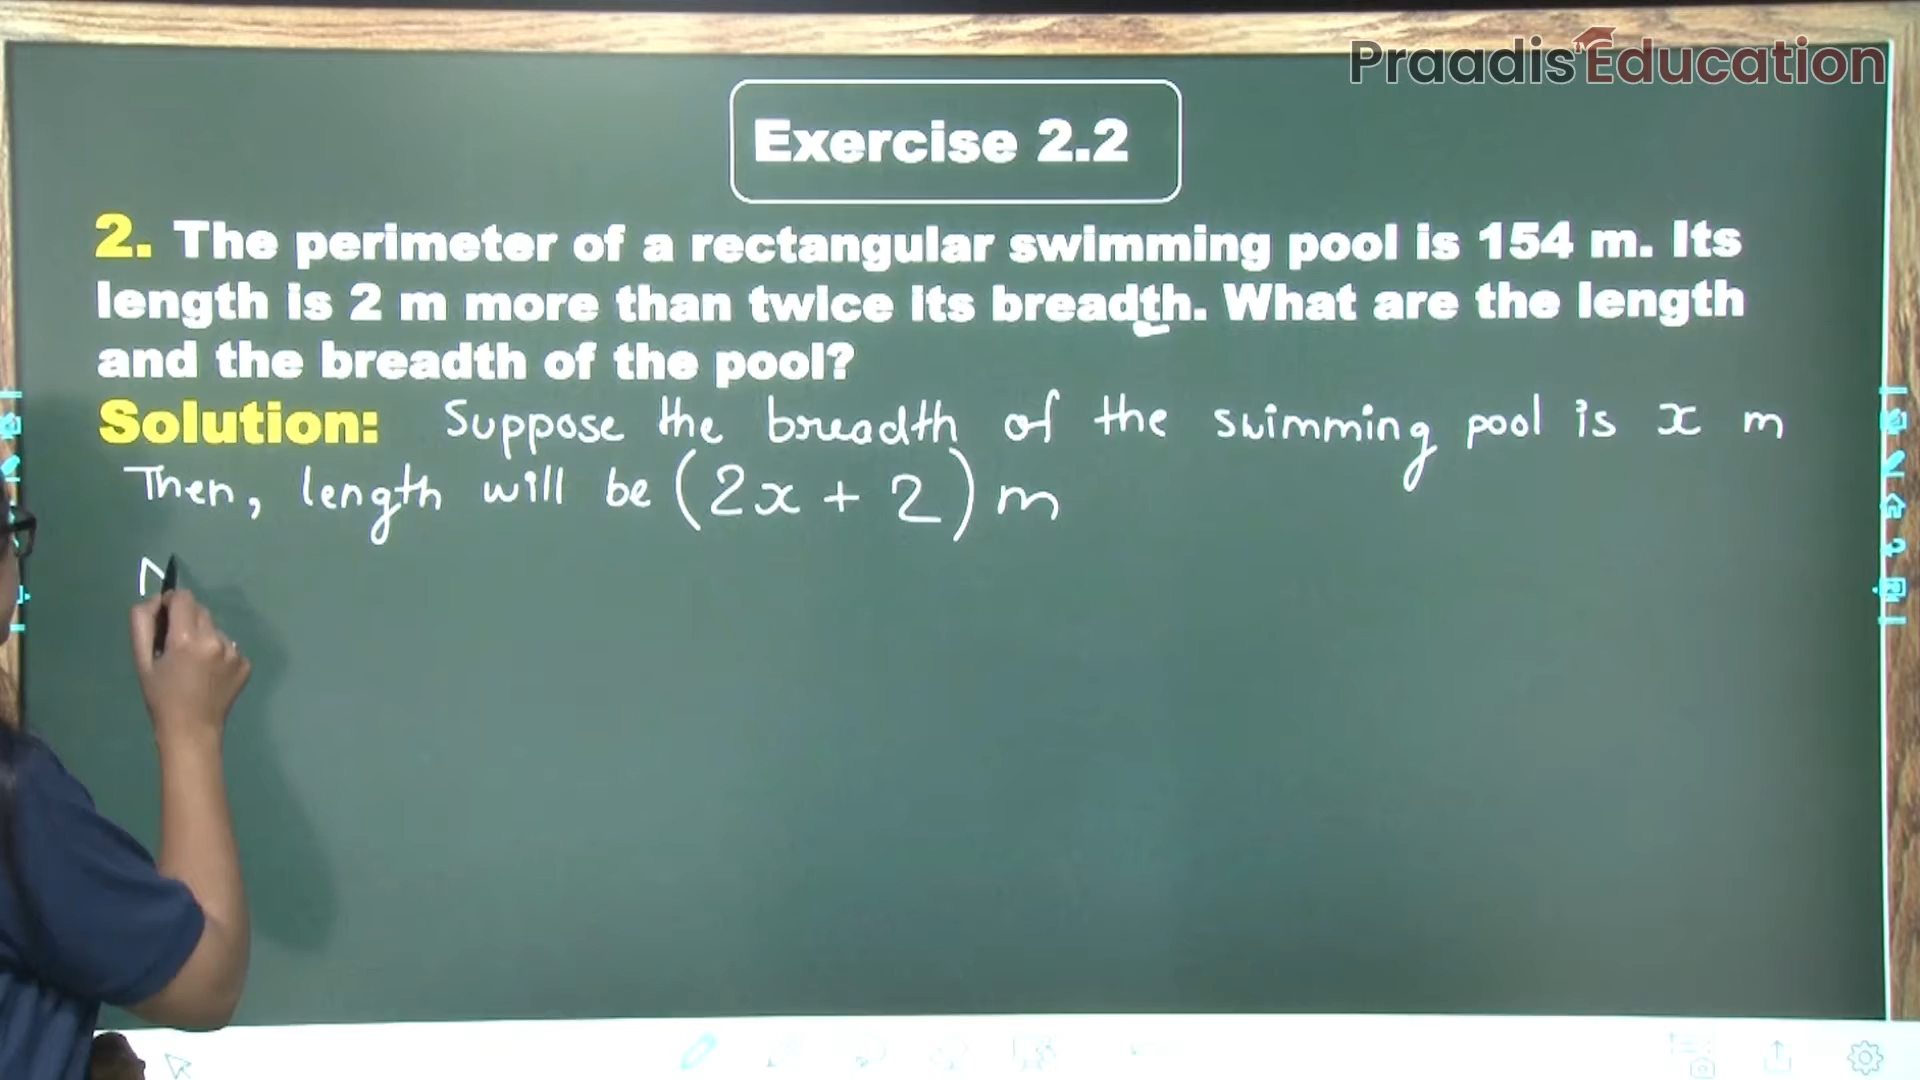 Praadis Education
Exercise 2.2
2. The perimeter of a rectangular swimming pool is 154 m. Its
length is 2 m more than twice its breadth. What are the length
and the breadth of the pool?
Solution: Suppose the breadth of the swimming pool is x m
Then, length will be (2x + 2) m
N